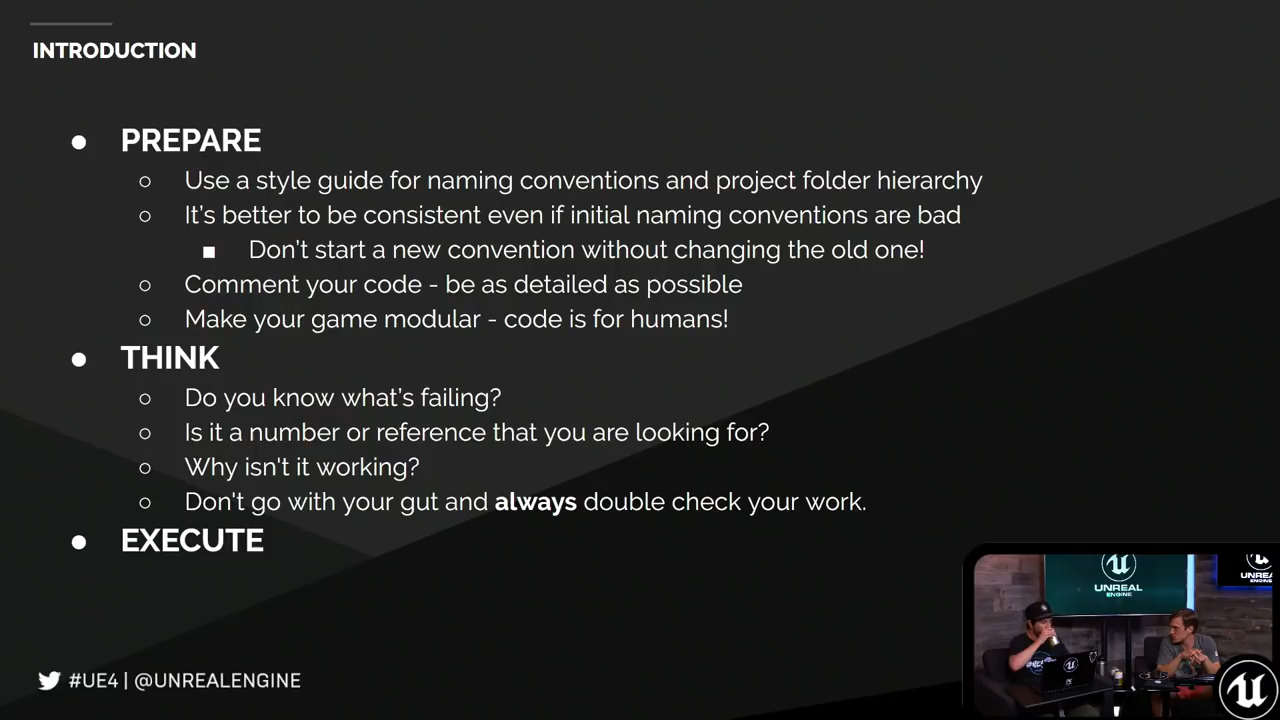 INTRODUCTION
● PREPARE
○ Use a style guide for naming conventions and project folder hierarchy
○ It’s better to be consistent even if initial naming conventions are bad
■ Don’t start a new convention without changing the old one!
○ Comment your code - be as detailed as possible
○ Make your game modular - code is for humans!
● THINK
○ Do you know what’s failing?
○ Is it a number or reference that you are looking for?
○ Why isn't it working?
○ Don't go with your gut and always double check your work.
● EXECUTE
UNREAL
ENGINE
#UE4 | @UNREALENGINE